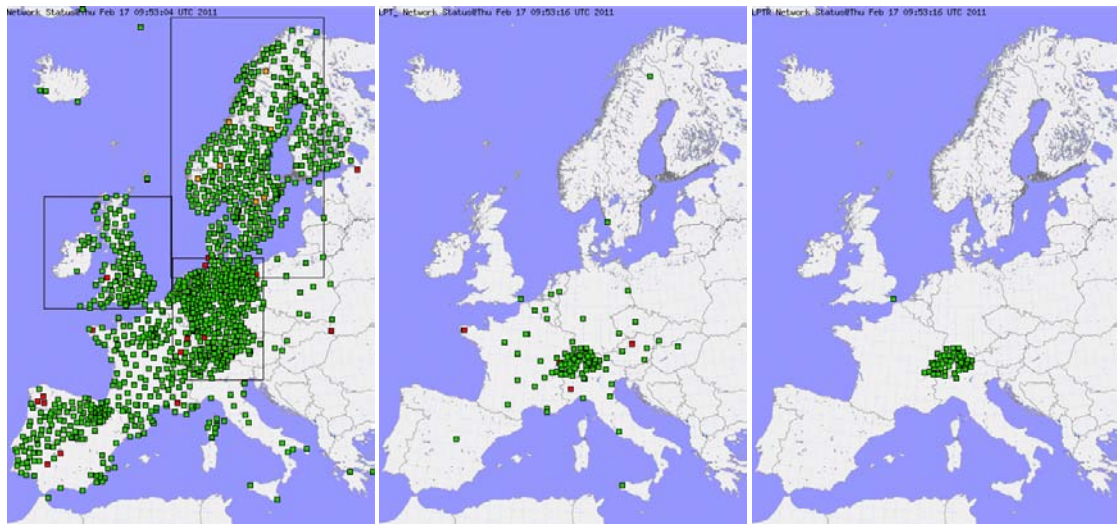 Network Status@Thu Feb 17 09:53:04 UTC 2011
LPT_ Network Status@Thu Feb 17 09:53:16 UTC 2011
LPTR Network Status@Thu Feb 17 09:53:16 UTC 2011